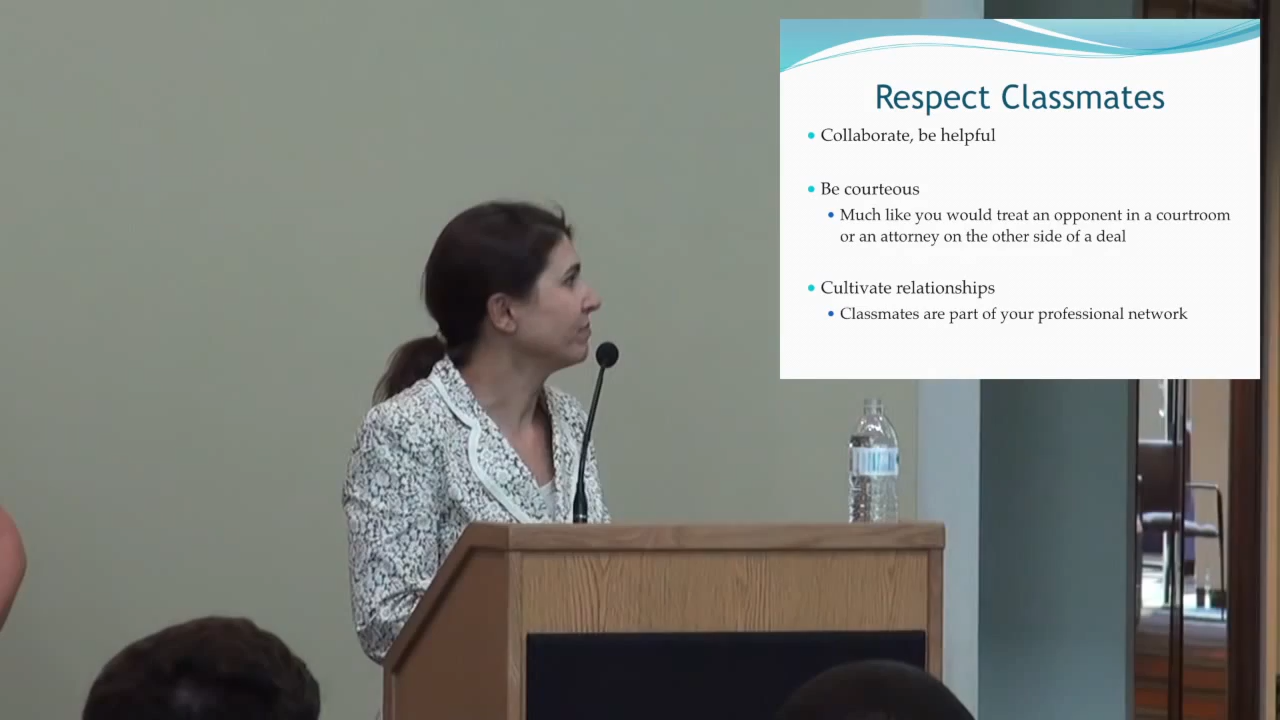 Respect Classmates
Collaborate, be helpful
Be courteous
Much like you would treat an opponent in a courtroom
or an attorney on the other side of a deal
Cultivate relationships
Classmates are part of your professional network